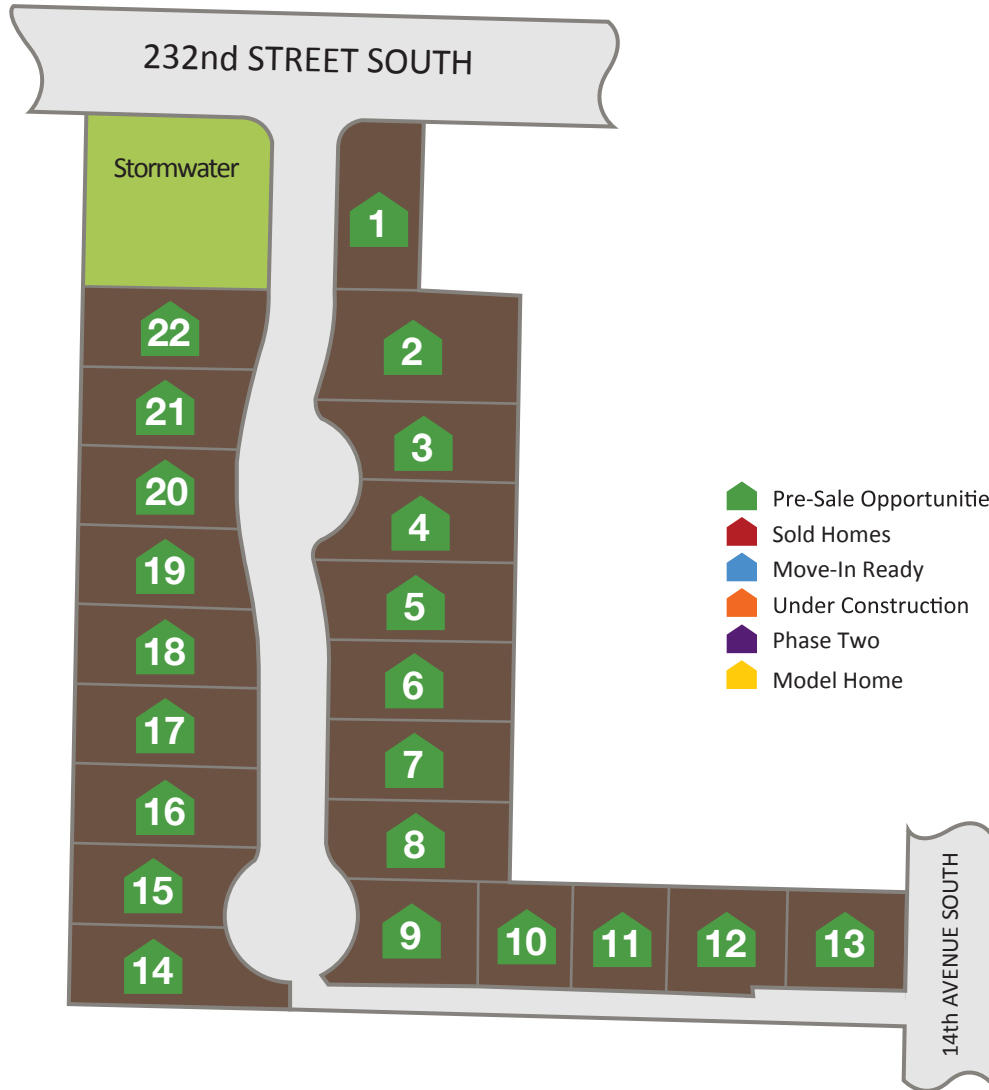 232nd STREET SOUTH
Stormwater
1
22
2
21
3
20
4
19
5
18
6
17
7
16
8
15
9
10
11
12
13
14
Pre-Sale Opportunitie
Sold Homes
Move-In Ready
Under Construction
Phase Two
Model Home
14th AVENUE SOUTH